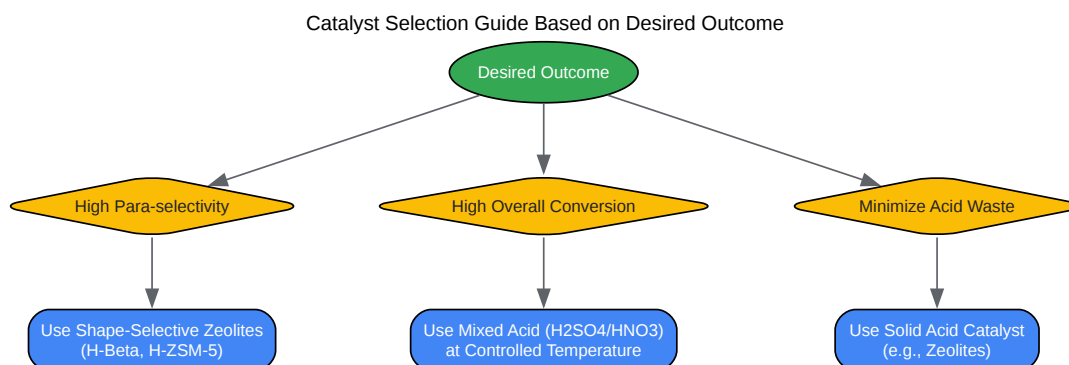 Catalyst Selection Guide Based on Desired Outcome
Desired Outcome
High Para-selectivity
High Overall Conversion
Minimize Acid Waste
Use Shape-Selective Zeolites
(H-Beta, H-ZSM-5)
Use Mixed Acid (H2SO4/HNO3)
at Controlled Temperature
Use Solid Acid Catalyst
(e.g., Zeolites)